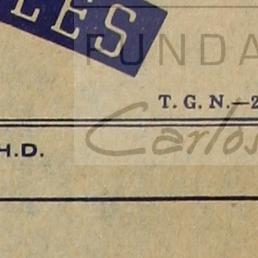 LES
FUNDA
T. G. N.—2
Carlos
H.D.